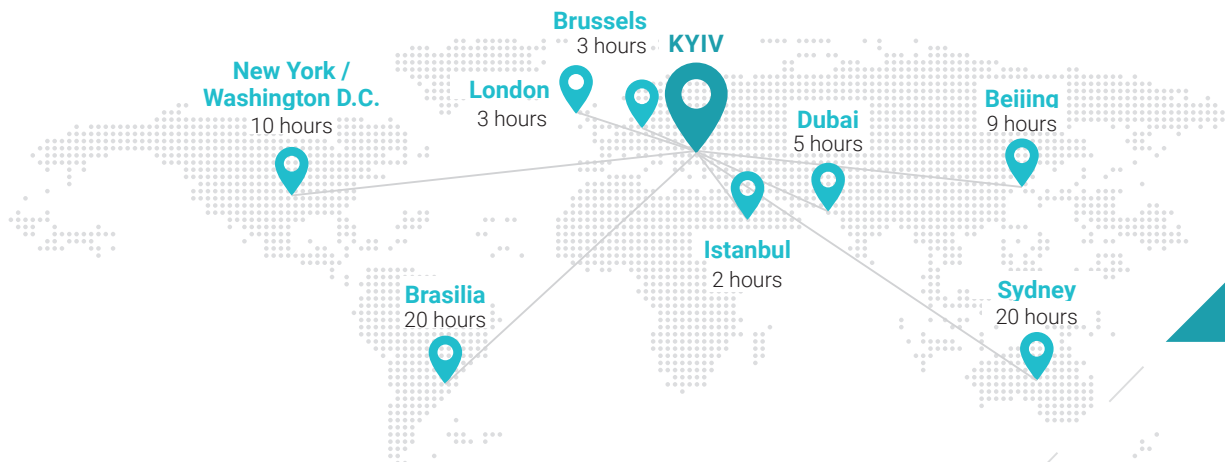 Brussels
3 hours
KYIV
New York /
Washington D.C.
10 hours
London
3 hours
Dubai
5 hours
Beijing
9 hours
Istanbul
2 hours
Brasilia
20 hours
Sydney
20 hours